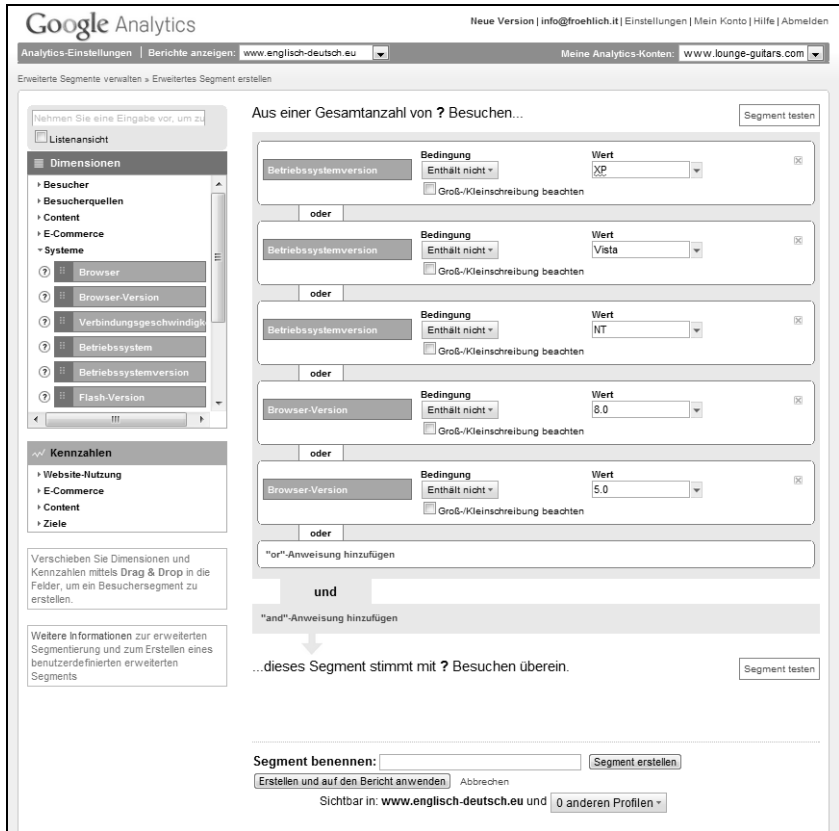 Google Analytics
Neue Version | info@froehlich.it | Einstellungen | Mein Konto | Hilfe | Abmelden
Analytics-Einstellungen | Berichte anzeigen: www.englisch-deutsch.eu
Meine Analytics-Konten: www.lounge-guitars.com
Erweiterte Segmente verwalten » Erweitertes Segment erstellen
Nehmen Sie eine Eingabe vor, um zu
Listenansicht
Dimensionen
Besucher
Besucherquellen
Content
E-Commerce
Systeme
Browser
Browser-Version
Verbindungsgeschwindigk
Betriebssystem
Betriebssystemversion
Flash-Version
Kennzahlen
Website-Nutzung
E-Commerce
Content
Ziele
Verschieben Sie Dimensionen und
Kennzahlen mittels Drag & Drop in die
Felder, um ein Besuchersegment zu
erstellen.
Weitere Informationen zur erweiterten
Segmentierung und zum Erstellen eines
benutzerdefinierten erweiterten
Segments
Aus einer Gesamtanzahl von ? Besuchen...
Segment testen
Bedingung Wert
Betriebssystemversion Enthält nicht XP
Groß-/Kleinschreibung beachten
oder
Bedingung Wert
Betriebssystemversion Enthält nicht Vista
Groß-/Kleinschreibung beachten
oder
Bedingung Wert
Betriebssystemversion Enthält nicht NT
Groß-/Kleinschreibung beachten
oder
Bedingung Wert
Browser-Version Enthält nicht 8.0
Groß-/Kleinschreibung beachten
oder
Bedingung Wert
Browser-Version Enthält nicht 5.0
Groß-/Kleinschreibung beachten
oder
"or"-Anweisung hinzufügen
und
"and"-Anweisung hinzufügen
...dieses Segment stimmt mit ? Besuchen überein.
Segment testen
Segment benennen: Segment erstellen
Erstellen und auf den Bericht anwenden Abbrechen
Sichtbar in: www.englisch-deutsch.eu und 0 anderen Profilen